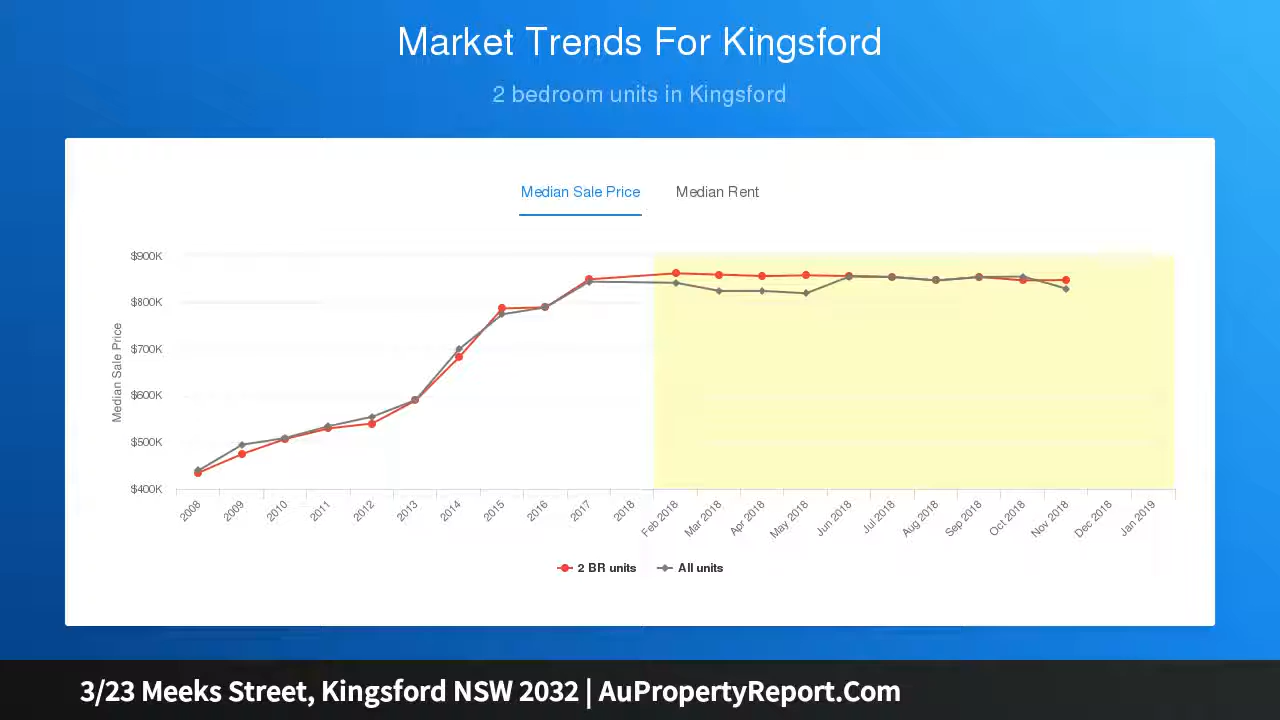 Market Trends For Kingsford
2 bedroom units in Kingsford
Median Sale Price Median Rent
Median Sale Price
$900K
$800K
$700K
$600K
$500K
$400K
2008 2009 2010 2011 2012 2013 2014 2015 2016 2017 2018 Feb 2018 Mar 2018 Apr 2018 May 2018 Jun 2018 Jul 2018 Aug 2018 Sep 2018 Oct 2018 Nov 2018 Dec 2018 Jan 2019
2 BR units All units
3/23 Meeks Street, Kingsford NSW 2032 | AuPropertyReport.Com